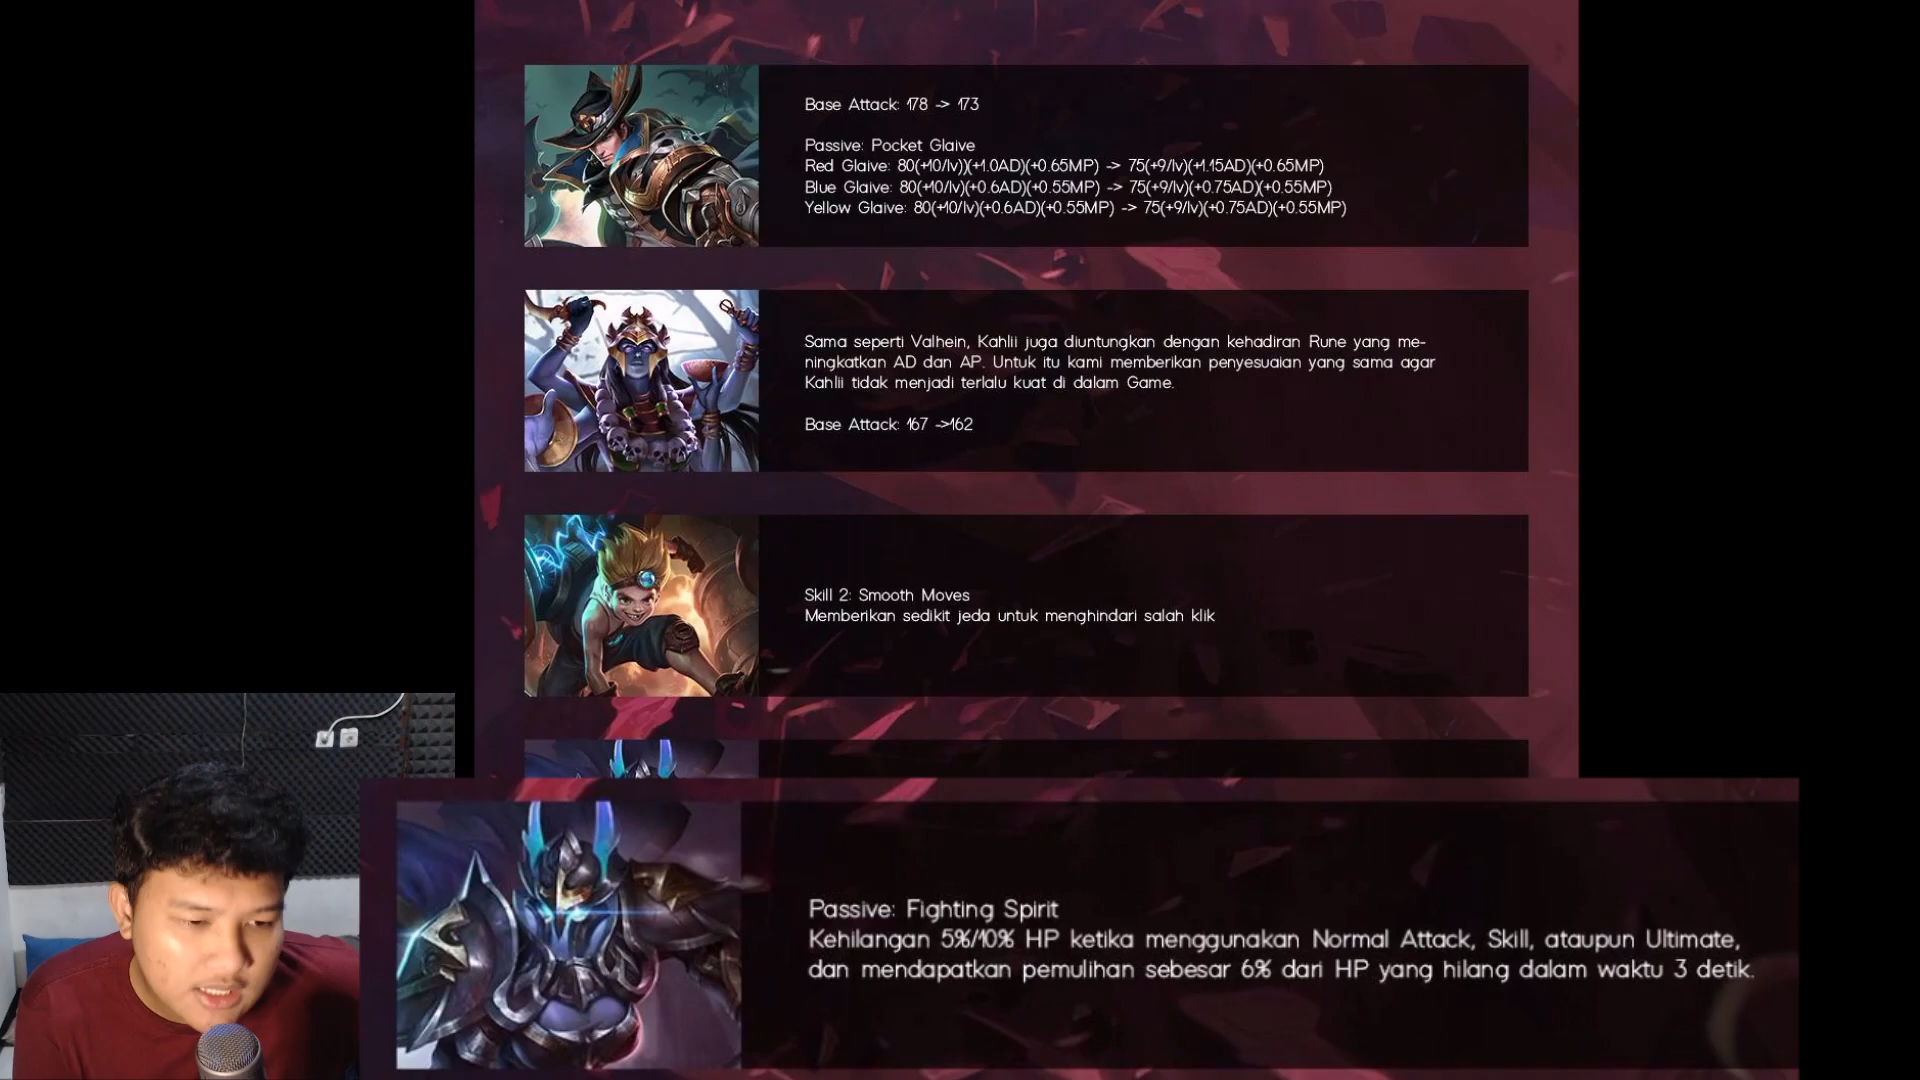 Base Attack: 178 -> 173
Passive: Pocket Glaive
Red Glaive: 80(+10/lv))(+1.0AD)(+0.65MP) -> 75(+9/lv)(+1.15AD)(+0.65MP)
Blue Glaive: 80(+10/lv)(+0.6AD)(+0.55MP) -> 75(+9/lv)(+0.75AD)(+0.55MP)
Yellow Glaive: 80(+10/lv)(+0.6AD)(+0.55MP) -> 75(+9/lv)(+0.75AD)(+0.55MP)
Sama seperti Valhein, Kahlii juga diuntungkan dengan kehadiran Rune yang me-
ningkatkan AD dan AP. Untuk itu kami memberikan penyesuaian yang sama agar
Kahlii tidak menjadi terlalu kuat di dalam Game.
Base Attack: 167 ->162
Skill 2: Smooth Moves
Memberikan sedikit jeda untuk menghindari salah klik
Passive: Fighting Spirit
Kehilangan 5%/10% HP ketika menggunakan Normal Attack, Skill, ataupun Ultimate,
dan mendapatkan pemulihan sebesar 6% dari HP yang hilang dalam waktu 3 detik.